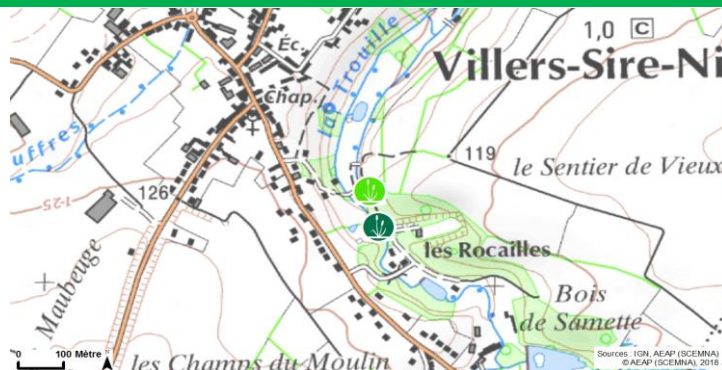 1,0 C
Villers-Sire-Ni
Éc.
la Trouille
Chap.
uffres
119
le Sentier de Vieux
126
125
les Rocailles
Maubeuge
Bois
de Samette
les Champs du Moulin
0 100 Mètre
Sources : IGN, AEAP (SCEMNA)
© AEAP (SCEMNA), 2018